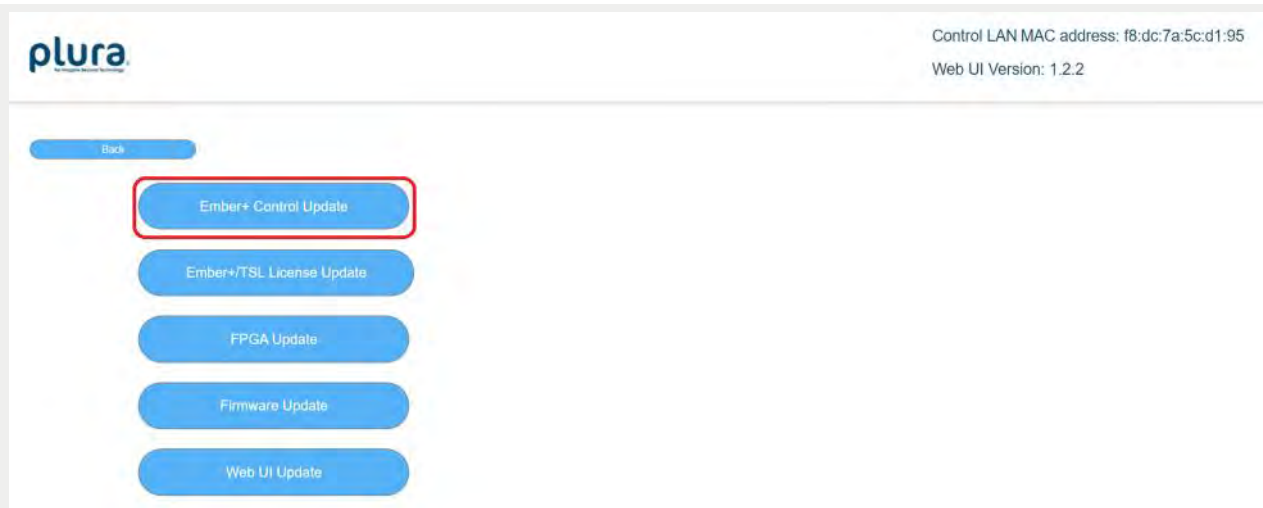 plura
Control LAN MAC address: f8:dc:7a:5c:d1:95
Web UI Version: 1.2.2
Back
Ember+ Control Update
Ember+/TSL License Update
FPGA Update
Firmware Update
Web UI Update